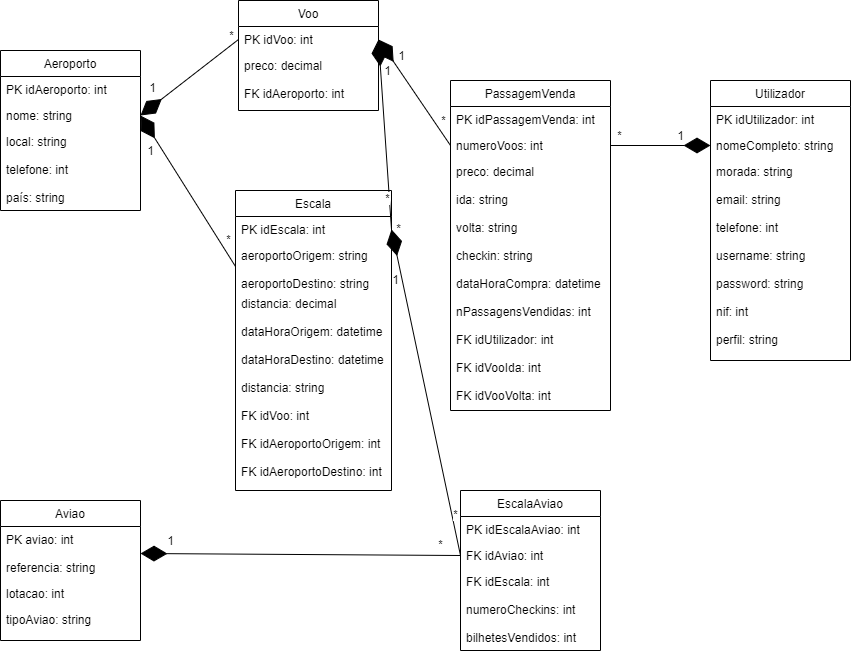 Voo
PK idVoo: int
preco: decimal
FK idAeroporto: int
Aeroporto
PK idAeroporto: int
nome: string
local: string
telefone: int
país: string
1
*
1
*
1
*
1
*
PassagemVenda
PK idPassagemVenda: int
numeroVoos: int
preco: decimal
ida: string
volta: string
checkin: string
dataHoraCompra: datetime
nPassagensVendidas: int
FK idUtilizador: int
FK idVooIda: int
FK idVooVolta: int
*
1
Utilizador
PK idUtilizador: int
nomeCompleto: string
morada: string
email: string
telefone: int
username: string
password: string
nif: int
perfil: string
Escala
PK idEscala: int
aeroportoOrigem: string
aeroportoDestino: string
distancia: decimal
dataHoraOrigem: datetime
dataHoraDestino: datetime
distancia: string
FK idVoo: int
FK idAeroportoOrigem: int
FK idAeroportoDestino: int
*
1
*
Aviao
PK aviao: int
referencia: string
lotacao: int
tipoAviao: string
1
*
EscalaAviao
PK idEscalaAviao: int
FK idAviao: int
FK idEscala: int
numeroCheckins: int
bilhetesVendidos: int